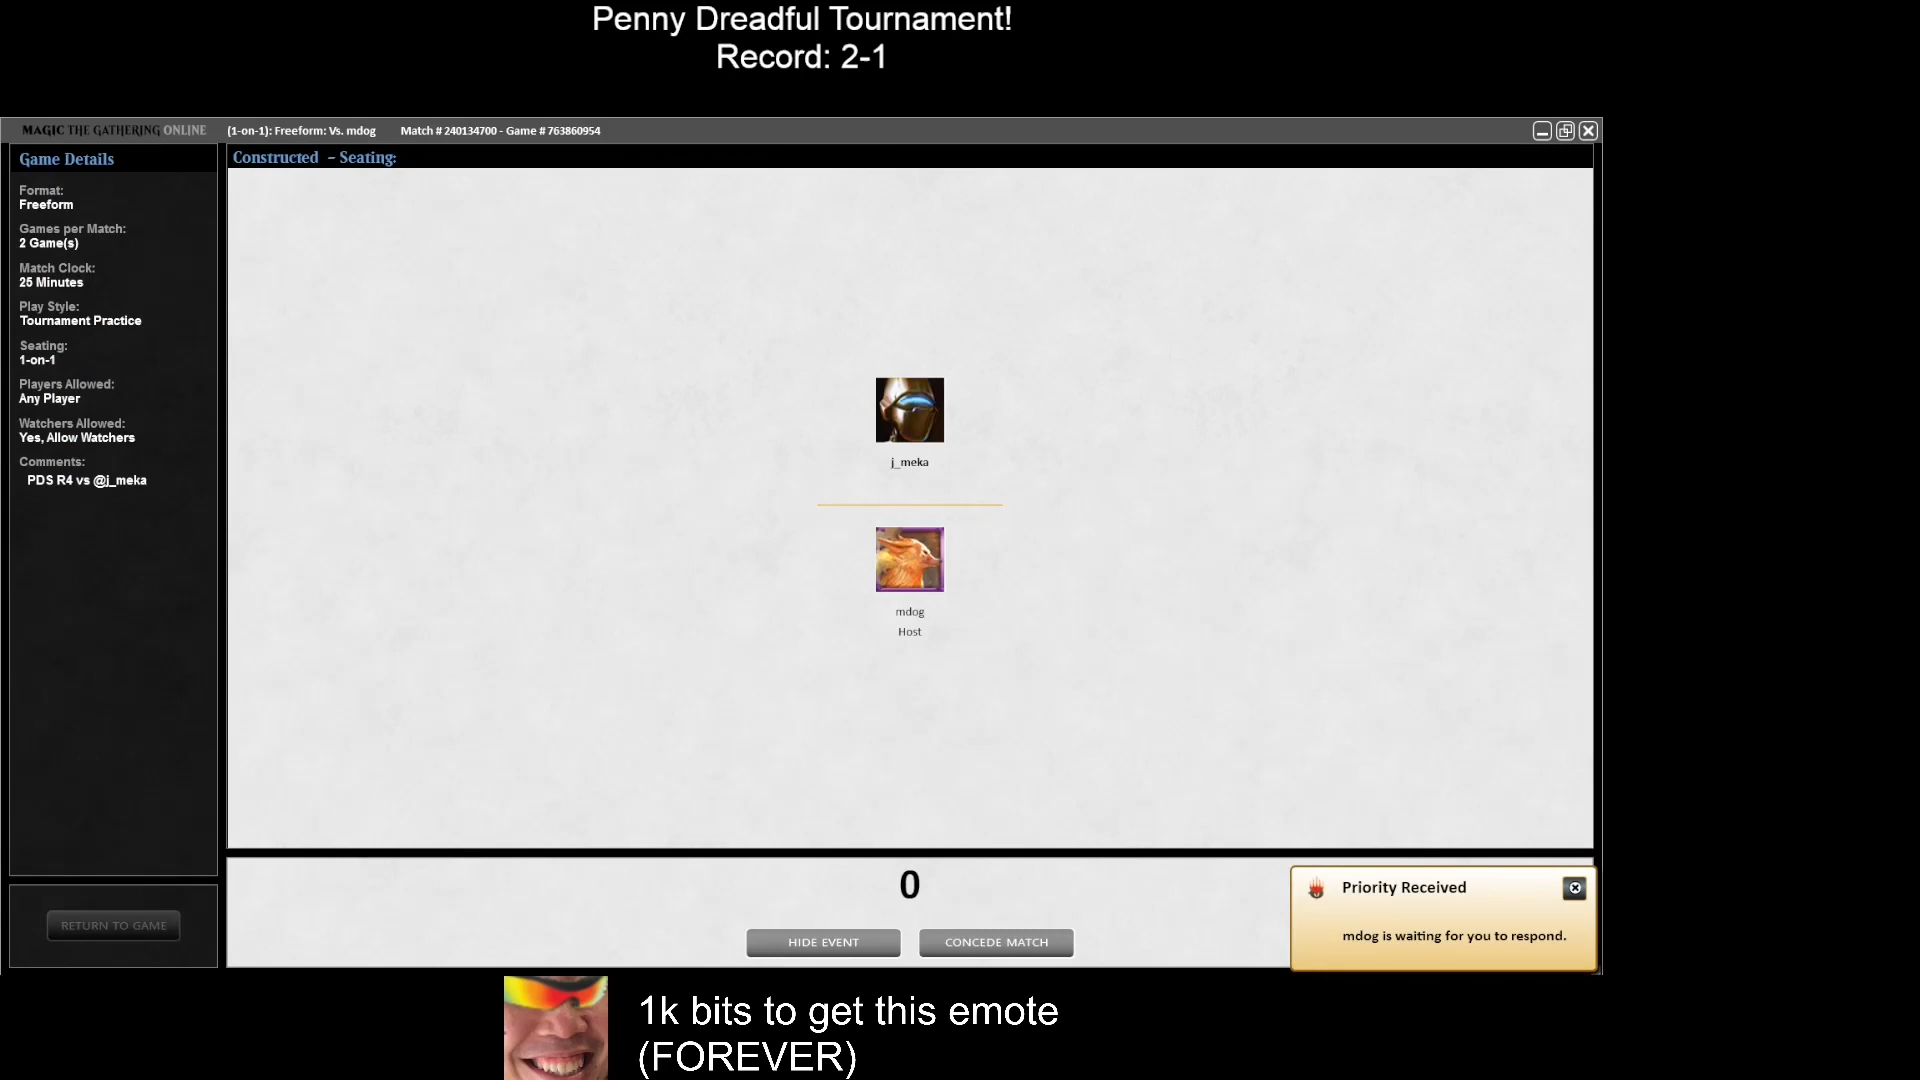 Penny Dreadful Tournament!
Record: 2-1
MAGIC THE GATHERING ONLINE (1-on-1): Freeform: Vs. mdog Match # 240134700 - Game # 763860954
Game Details
Format:
Freeform
Games per Match:
2 Game(s)
Match Clock:
25 Minutes
Play Style:
Tournament Practice
Seating:
1-on-1
Players Allowed:
Any Player
Watchers Allowed:
Yes, Allow Watchers
Comments:
PDS R4 vs @j_meka
RETURN TO GAME
Constructed – Seating:
j_meka
mdog
Host
0
HIDE EVENT CONCEDE MATCH
Priority Received
mdog is waiting for you to respond.
1k bits to get this emote
(FOREVER)